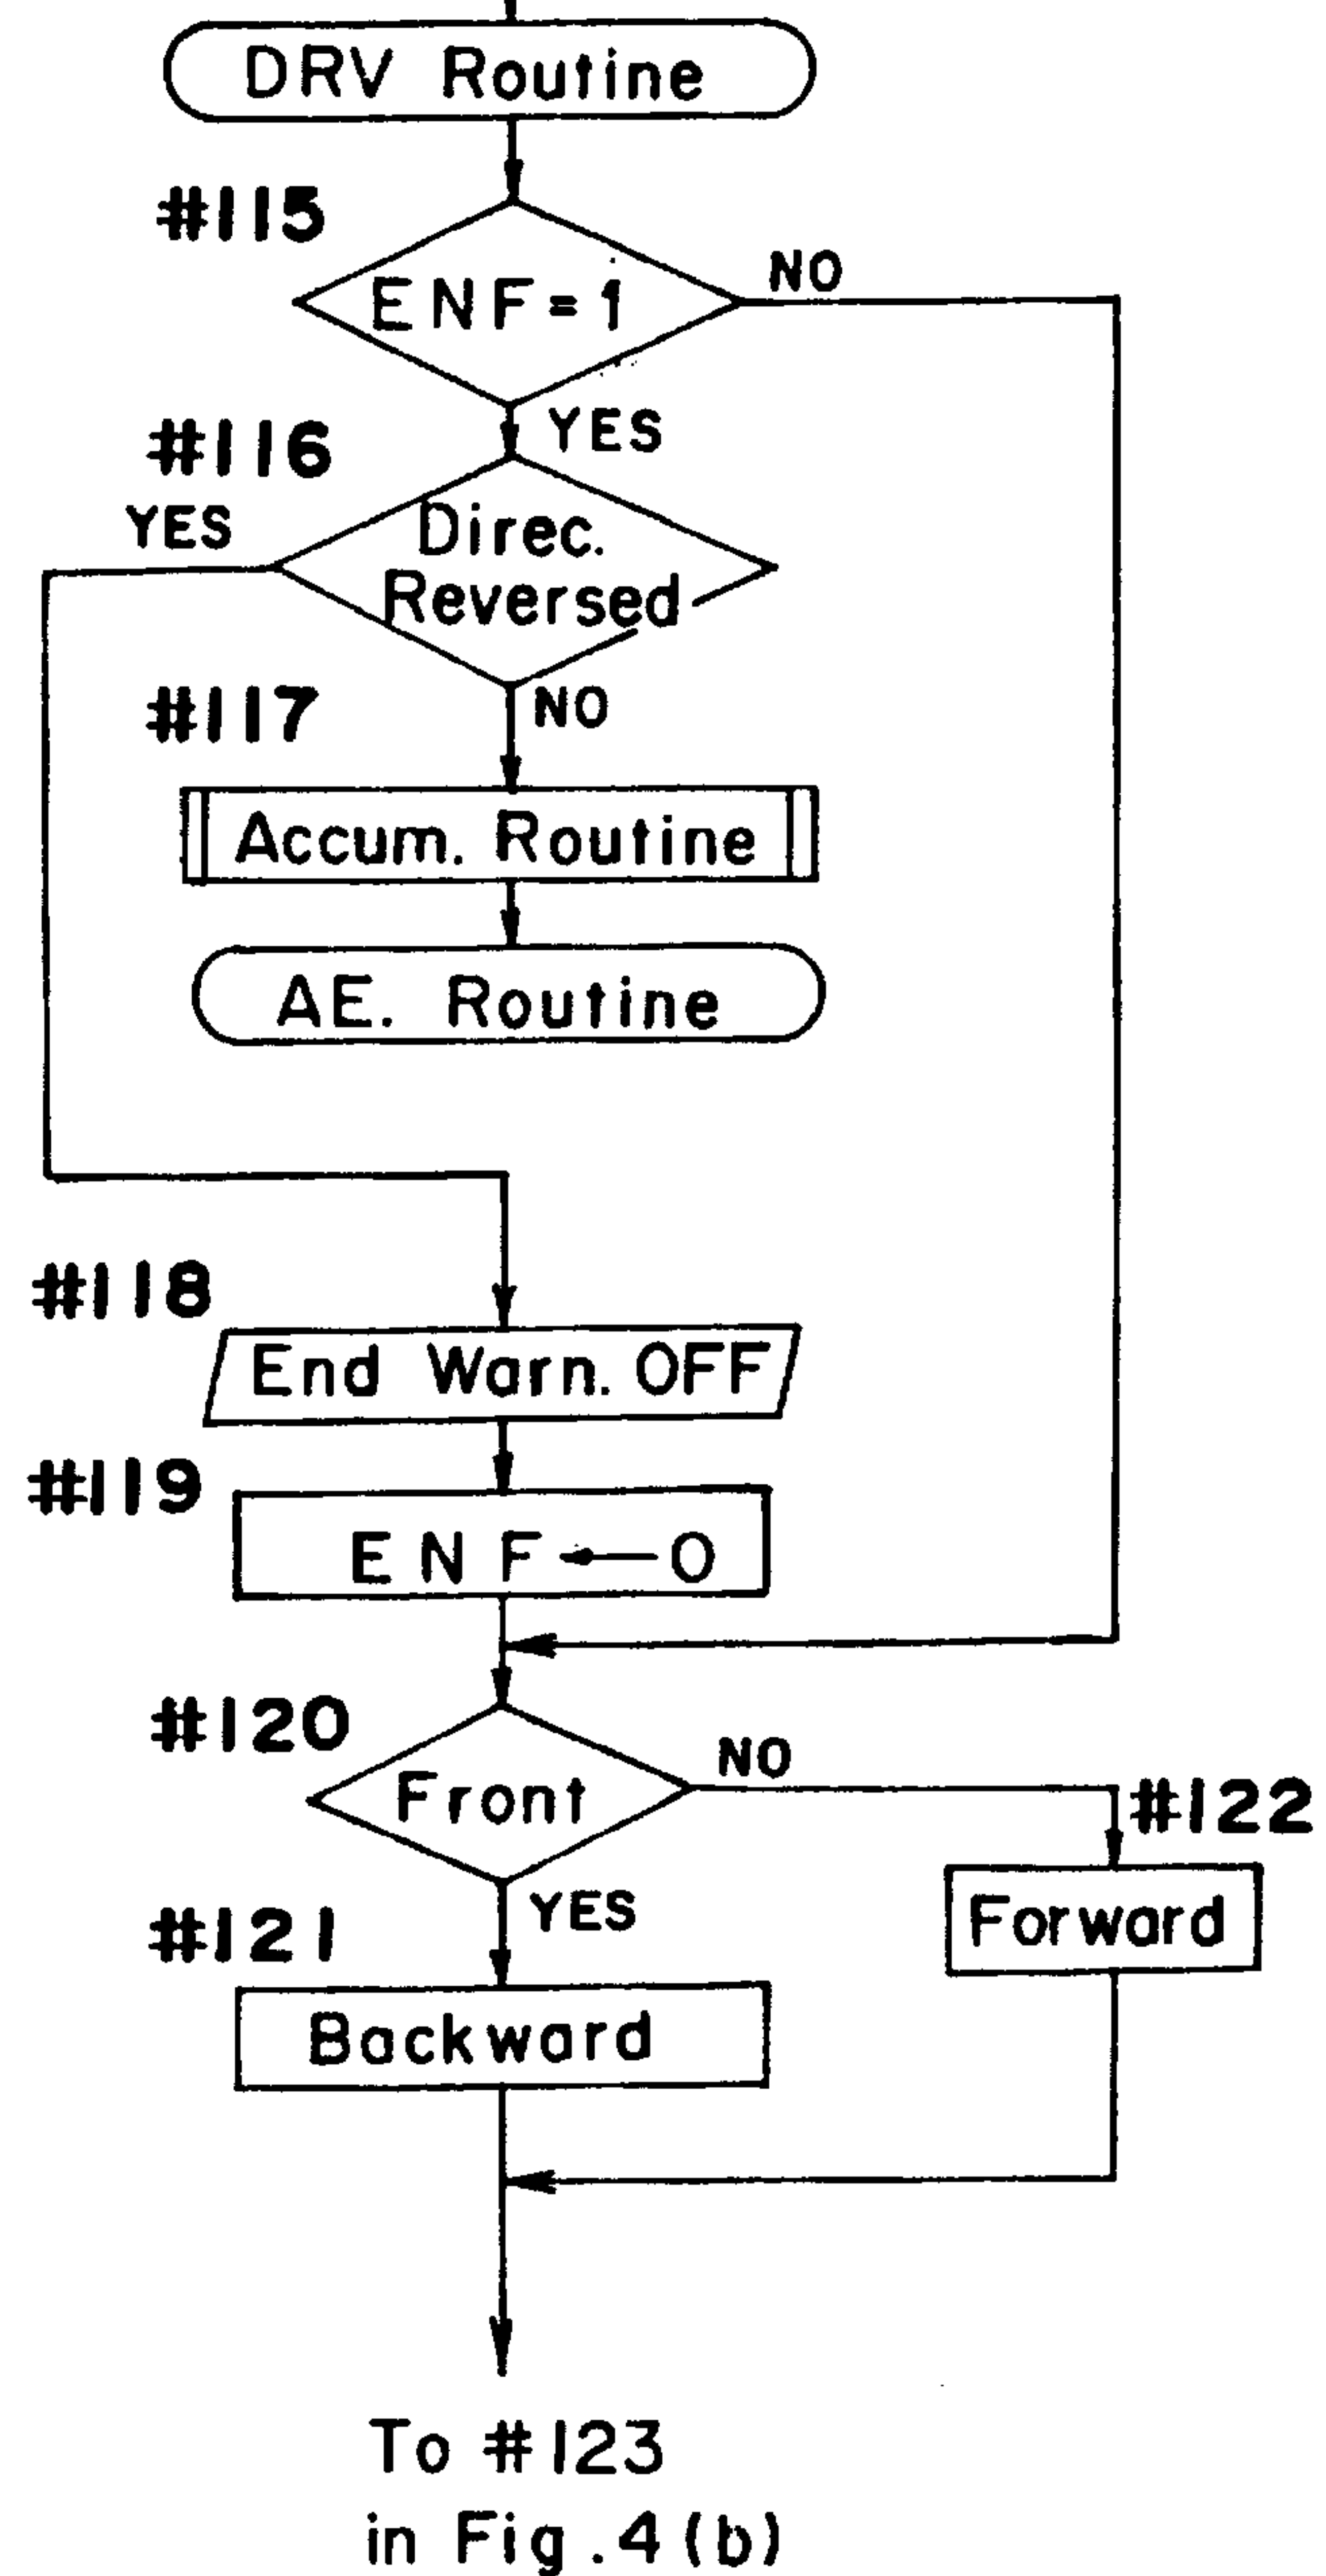 DRV Routine
#115
ENF=1
NO
YES
#116
YES
Direc.
Reversed
NO
#117
Accum. Routine
AE. Routine
#118
End Warn. OFF
#119
ENF←0
#120
Front
NO
#122
YES
Forward
#121
Backward
To #123
in Fig.4(b)